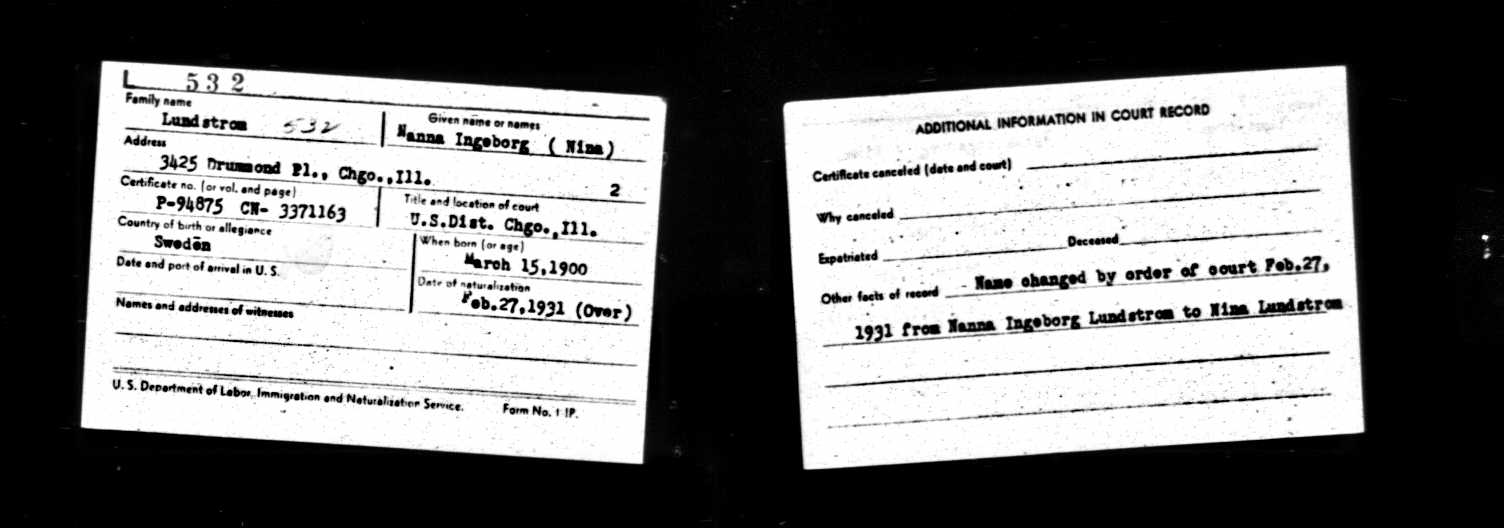 L 532
Family name
Given name or names
Lundstrom 532
Nanna Ingeborg ( Nina)
Address
3425 Drummond Pl., Chgo.,Ill.
2
Certificate no. (or vol. and page)
Title and location of court
P-94875 CN- 3371163
U.S.Dist. Chgo.,Ill.
Country of birth or allegiance
When born (or age)
Sweden
March 15,1900
Date and port of arrival in U. S.
Date of naturalization
Feb.27,1931 (Over)
Names and addresses of witnesses
U. S. Department of Labor, Immigration and Naturalization Service.
Form No. 1-IP.
ADDITIONAL INFORMATION IN COURT RECORD
Certificate canceled (date and court)
Why canceled
Expatriated Deceased
Other facts of record - Name changed by order of court Feb.27,
1931 from Nanna Ingeborg Lundstrom to Nina Lundstrom